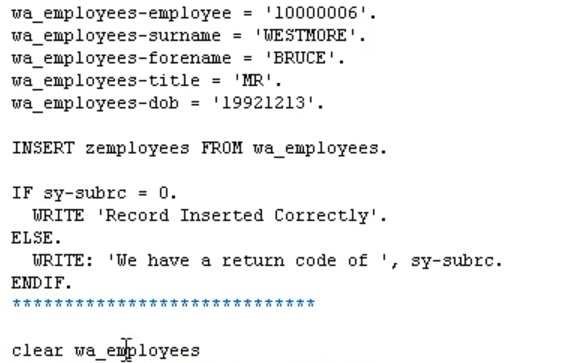 wa_employees-employee = '10000006'.
wa_employees-surname = 'WESTMORE'.
wa_employees-forename = 'BRUCE'.
wa_employees-title = 'MR'.
wa_employees-dob = '19921213'.
INSERT zemployees FROM wa_employees.
IF sy-subrc = 0.
WRITE 'Record Inserted Correctly'.
ELSE.
WRITE: 'We have a return code of ', sy-subrc.
ENDIF.
*****************************
clear wa_employees